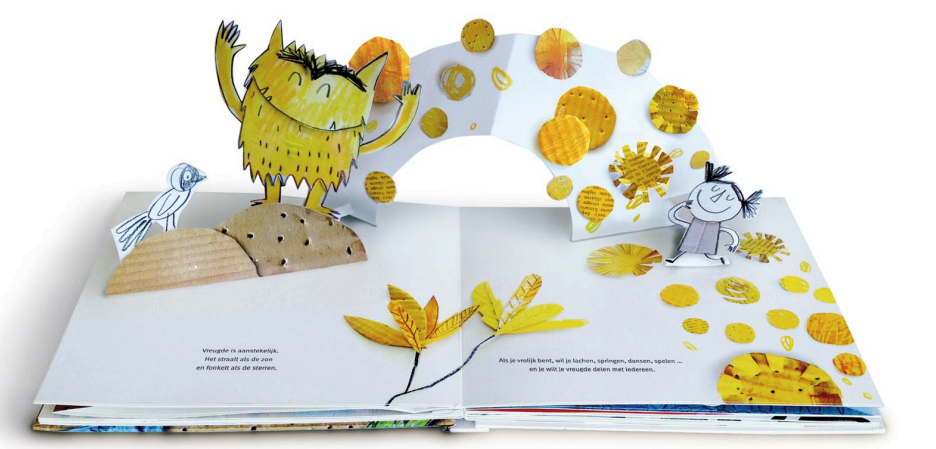 Vreugde is aanstekelijk.
Het straalt als de zon
en fonkelt als de sterren.
Als je vrolijk bent, wil je lachen, springen, dansen, spelen ...
en je wilt je vreugde delen met iedereen.